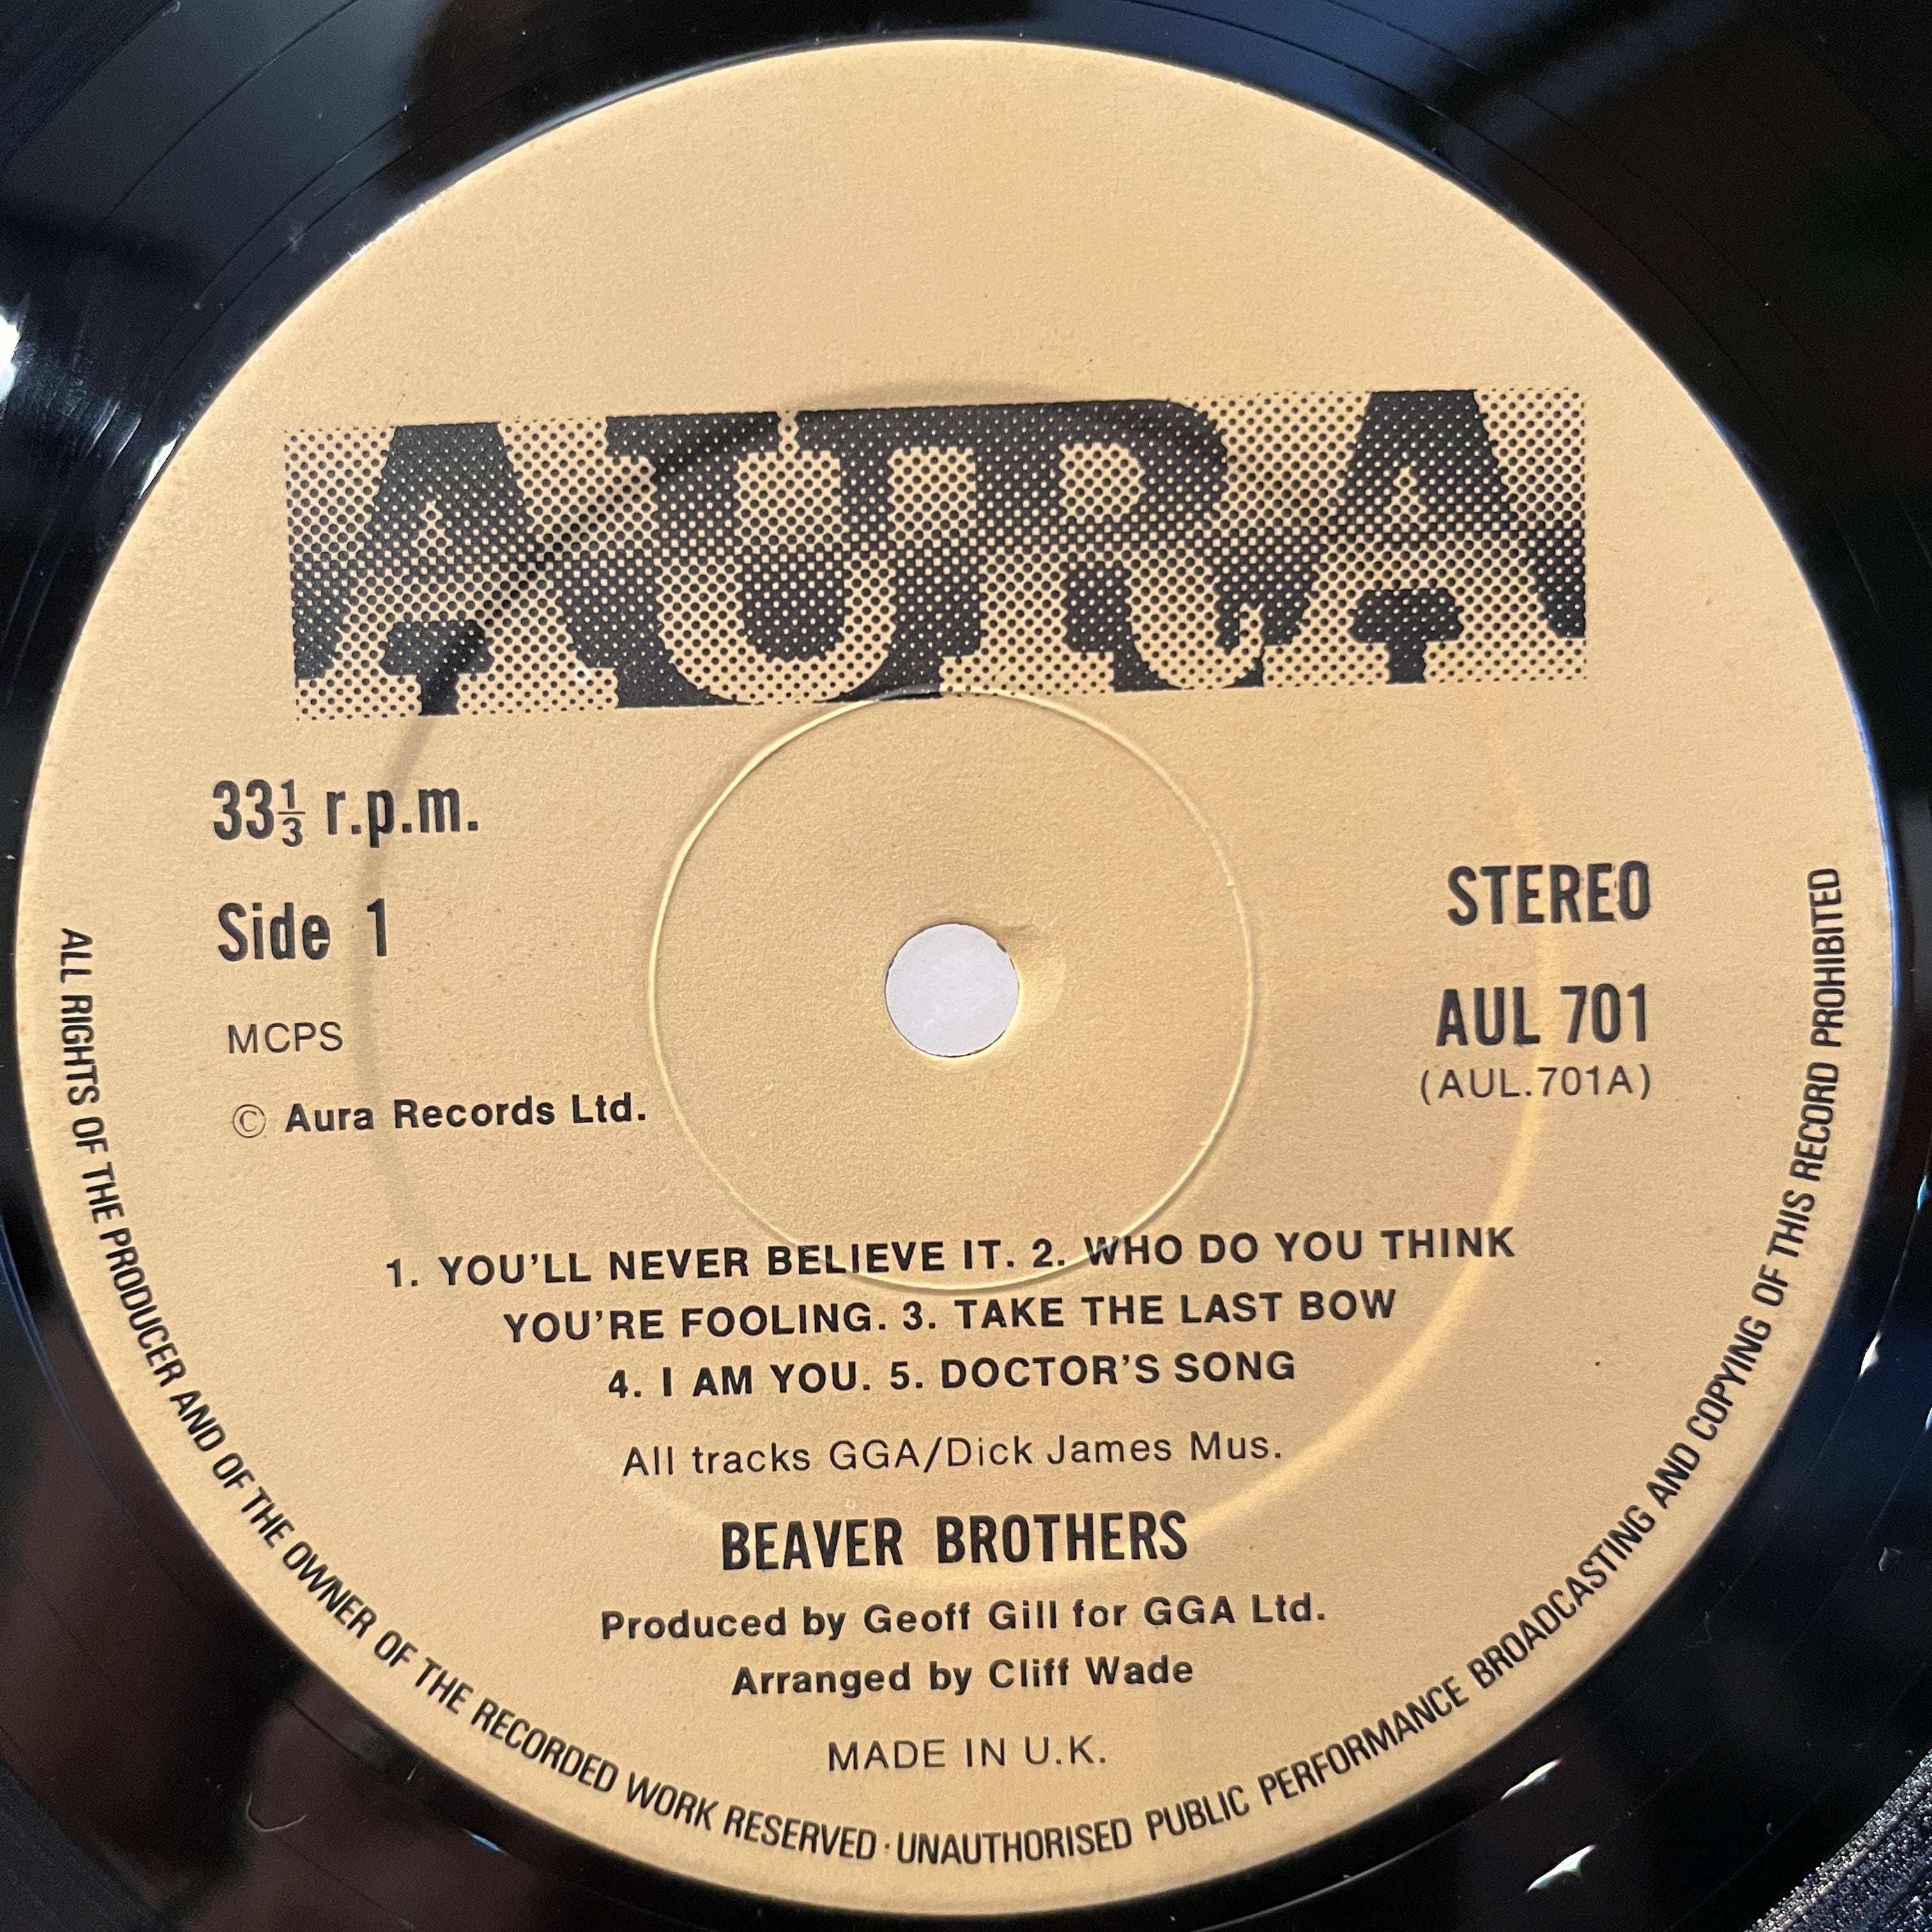 AURA
33⅓ r.p.m.
Side 1
MCPS
© Aura Records Ltd.
STEREO
AUL 701
(AUL.701A)
1. YOU'LL NEVER BELIEVE IT. 2. WHO DO YOU THINK
YOU'RE FOOLING. 3. TAKE THE LAST BOW
4. I AM YOU. 5. DOCTOR'S SONG
All tracks GGA/Dick James Mus.
BEAVER BROTHERS
Produced by Geoff Gill for GGA Ltd.
Arranged by Cliff Wade
MADE IN U.K.
ALL RIGHTS OF THE PRODUCER AND OF THE OWNER OF THE RECORDED WORK RESERVED · UNAUTHORISED PUBLIC PERFORMANCE BROADCASTING AND COPYING OF THIS RECORD PROHIBITED